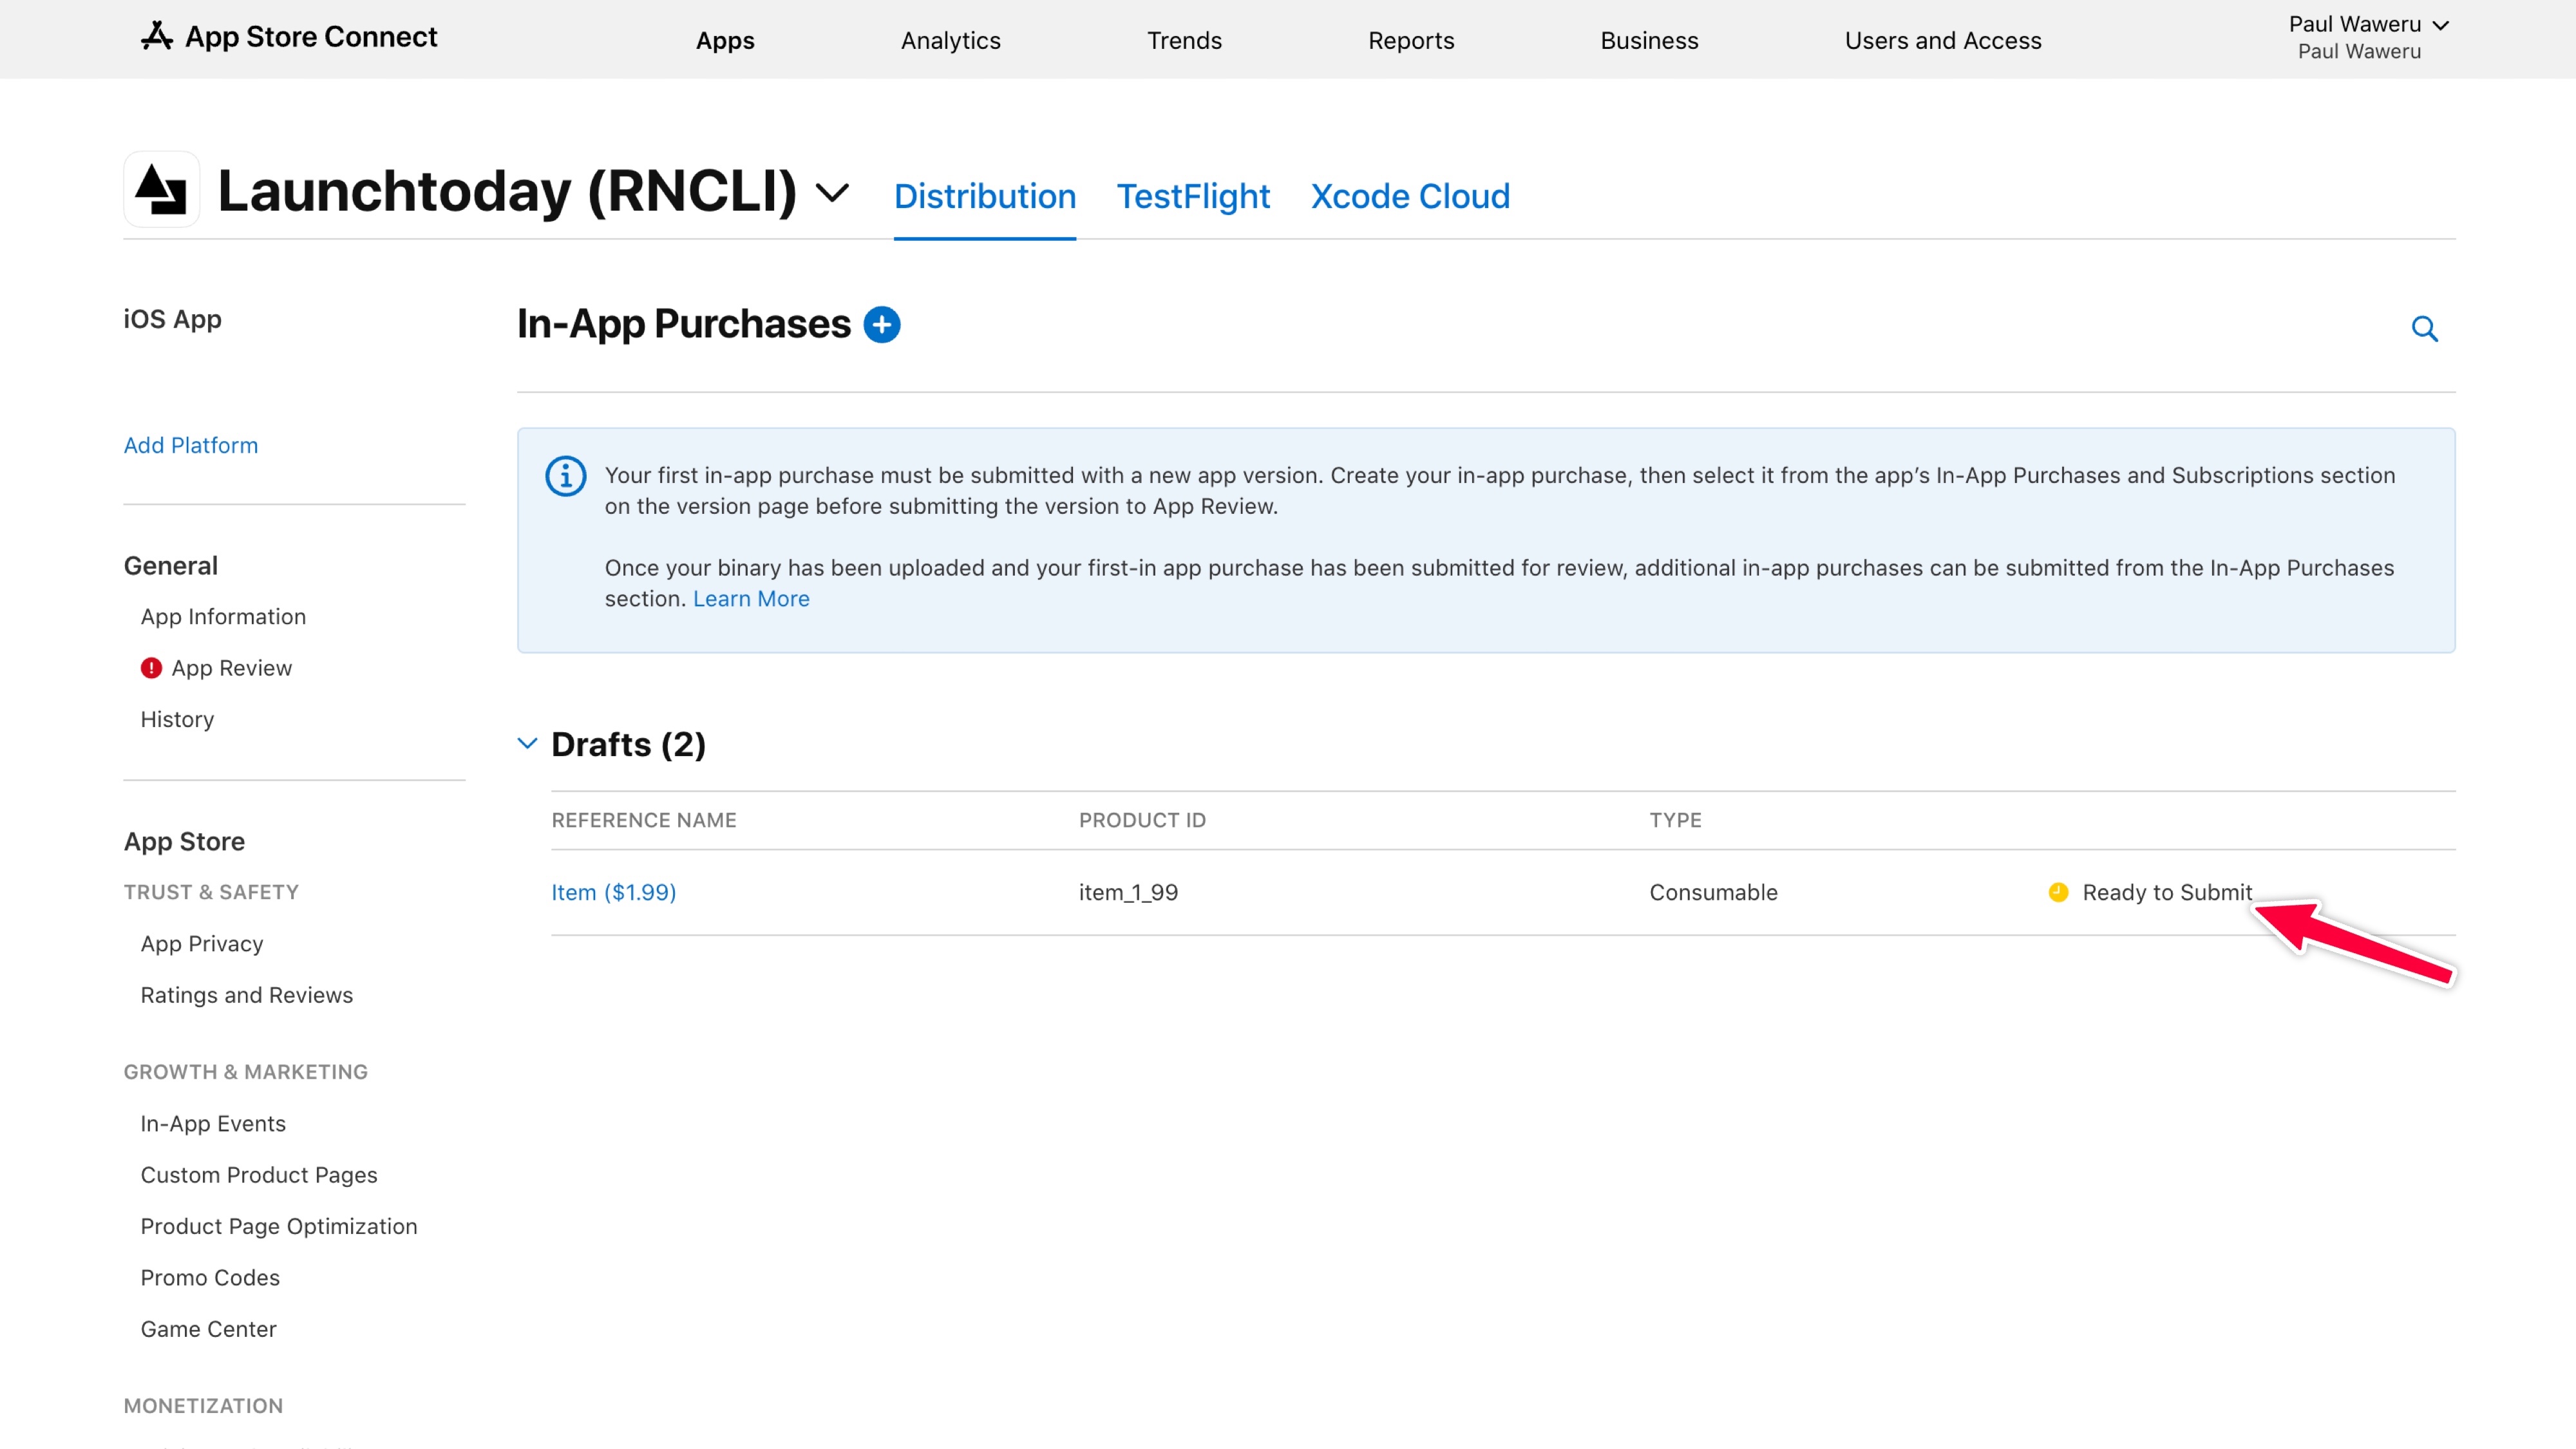 App Store Connect
Apps
Analytics
Trends
Reports
Business
Users and Access
Paul Waweru
Paul Waweru
Launchtoday (RNCLI)
Distribution
TestFlight
Xcode Cloud
iOS App
Add Platform
General
App Information
App Review
History
App Store
TRUST & SAFETY
App Privacy
Ratings and Reviews
GROWTH & MARKETING
In-App Events
Custom Product Pages
Product Page Optimization
Promo Codes
Game Center
MONETIZATION
In-App Purchases
Your first in-app purchase must be submitted with a new app version. Create your in-app purchase, then select it from the app’s In-App Purchases and Subscriptions section
on the version page before submitting the version to App Review.
Once your binary has been uploaded and your first-in app purchase has been submitted for review, additional in-app purchases can be submitted from the In-App Purchases
section. Learn More
Drafts (2)
REFERENCE NAME
PRODUCT ID
TYPE
Item ($1.99)
item_1_99
Consumable
Ready to Submit